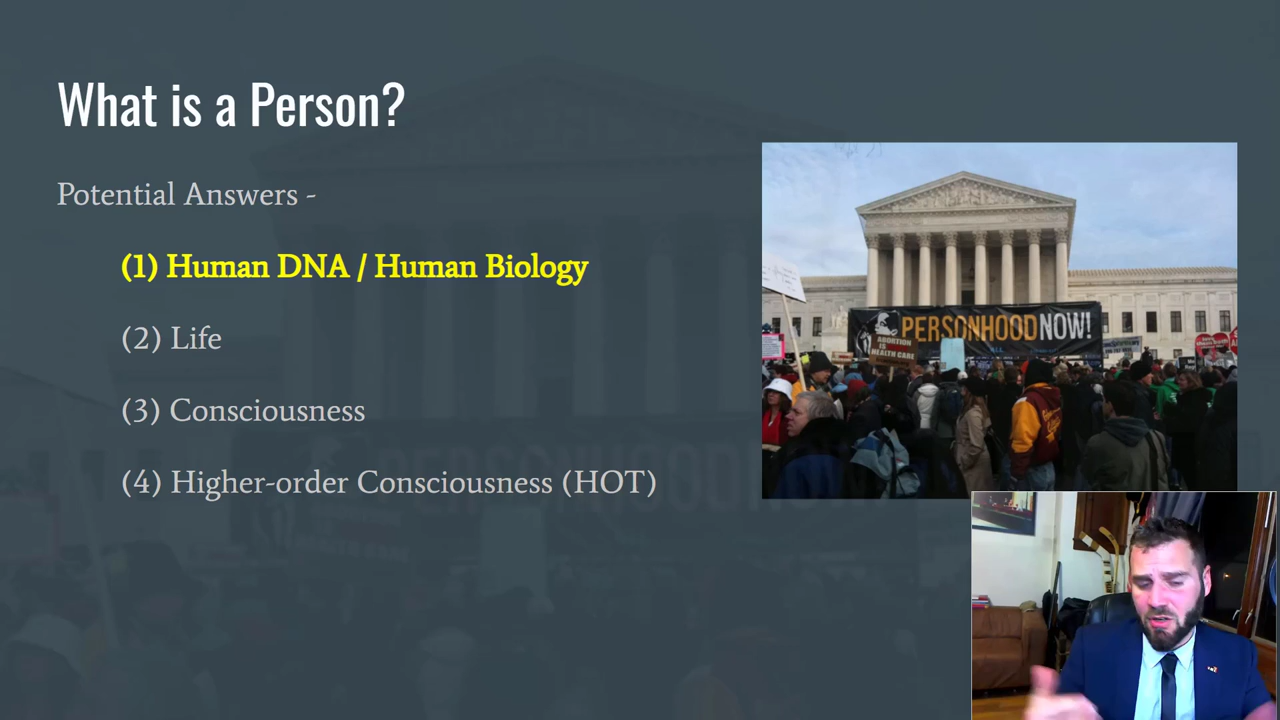 What is a Person?
Potential Answers -
(1) Human DNA / Human Biology
(2) Life
(3) Consciousness
(4) Higher-order Consciousness (HOT)
PERSONHOOD NOW!
ABORTION
IS
HEALTH CARE